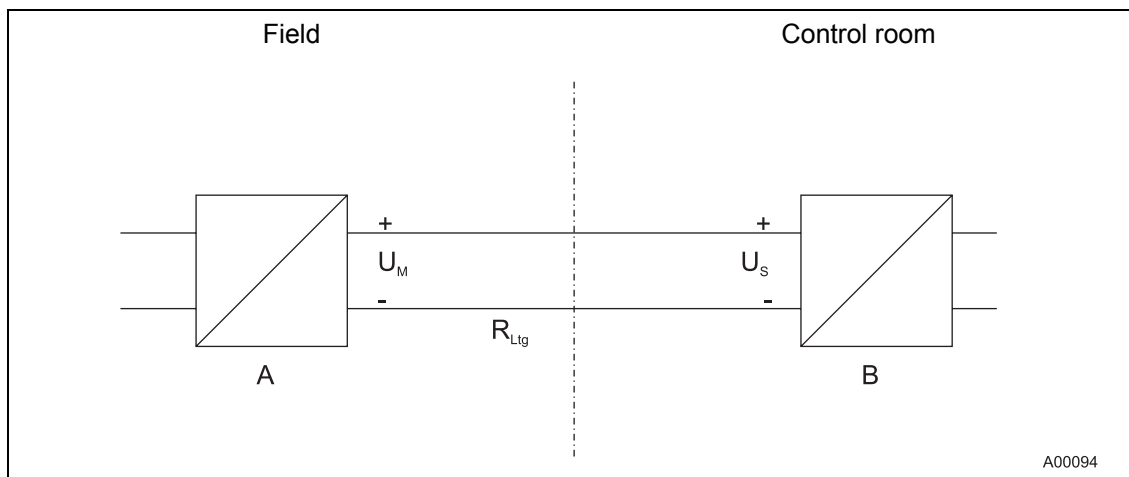 Field
Control room
+
+
U_M
U_S
-
-
R_Ltg
A
B
A00094